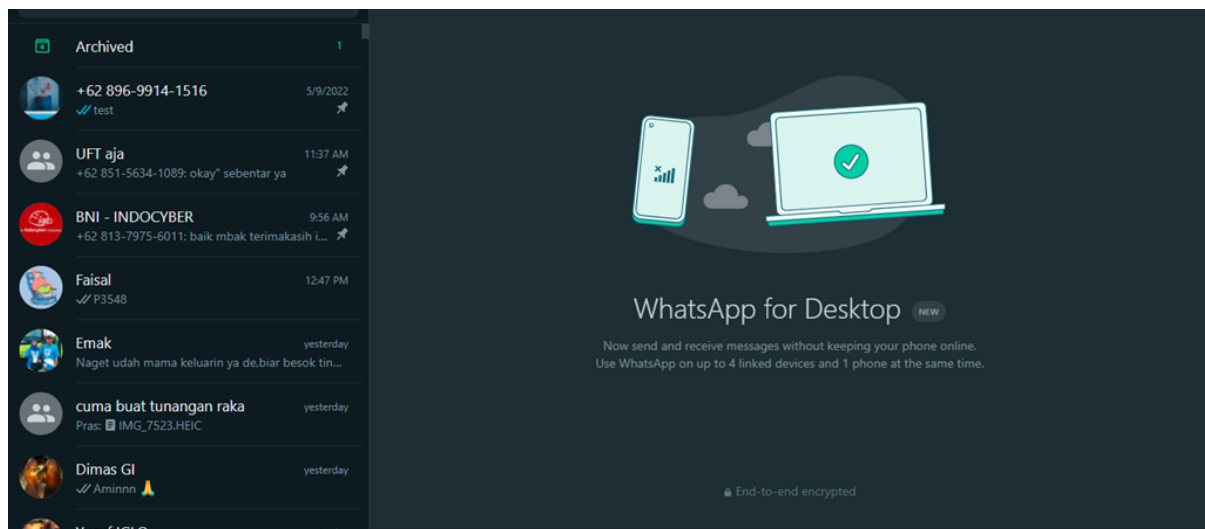 Archived 1
+62 896-9914-1516 5/9/2022
test
UFT aja 11:37 AM
+62 851-5634-1089: okay" sebentar ya
BNI - INDOCYBER 9:56 AM
+62 813-7975-6011: baik mbak terimakasih i...
Faisal 12:47 PM
P3548
Emak yesterday
Naget udah mama keluarin ya de,biar besok tin...
cuma buat tunangan raka yesterday
Pras: IMG_7523.HEIC
Dimas GI yesterday
Aminnn 🙏
WhatsApp for Desktop NEW
Now send and receive messages without keeping your phone online.
Use WhatsApp on up to 4 linked devices and 1 phone at the same time.
End-to-end encrypted